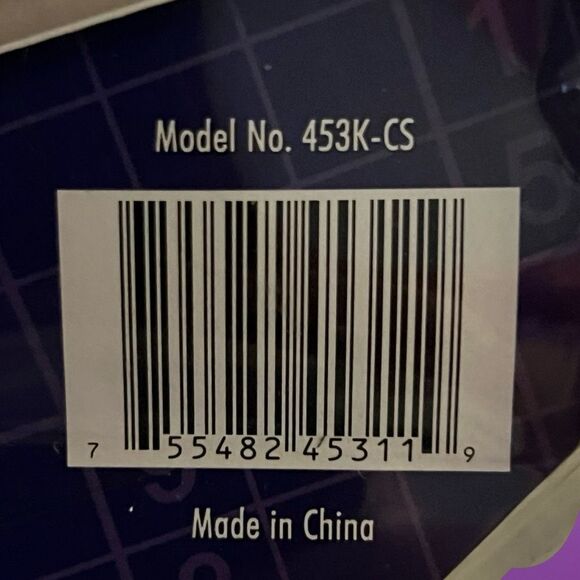 Model No. 453K-CS
7 55482 45311 9
Made in China